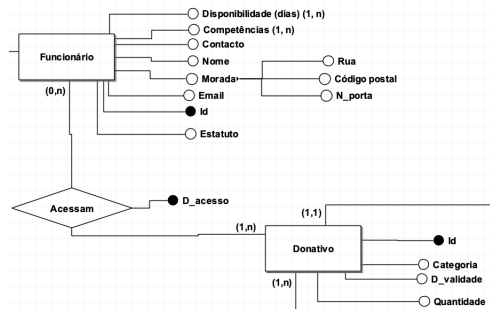 Disponibilidade (dias) (1, n)
Competências (1, n)
Contacto
Funcionário
Nome
Rua
Morada
Código postal
(0,n)
Email
N_porta
Id
Estatuto
D_acesso
Acessam
(1,1)
(1,n)
Donativo
Id
Categoria
(1,n)
D_validade
Quantidade